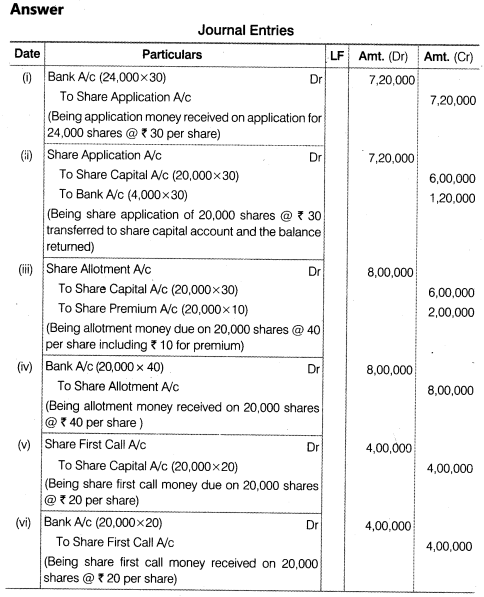 Answer
Journal Entries
Date Particulars LF Amt. (Dr) Amt. (Cr)
(i) Bank A/c (24,000×30) Dr 7,20,000
To Share Application A/c 7,20,000
(Being application money received on application for
24,000 shares @ ₹ 30 per share)
(ii) Share Application A/c Dr 7,20,000
To Share Capital A/c (20,000×30) 6,00,000
To Bank A/c (4,000×30) 1,20,000
(Being share application of 20,000 shares @ ₹ 30
transferred to share capital account and the balance
returned)
(iii) Share Allotment A/c Dr 8,00,000
To Share Capital A/c (20,000×30) 6,00,000
To Share Premium A/c (20,000×10) 2,00,000
(Being allotment money due on 20,000 shares @ 40
per share including ₹ 10 for premium)
(iv) Bank A/c (20,000 × 40) Dr 8,00,000
To Share Allotment A/c 8,00,000
(Being allotment money received on 20,000 shares
@ ₹ 40 per share )
(v) Share First Call A/c Dr 4,00,000
To Share Capital A/c (20,000×20) 4,00,000
(Being share first call money due on 20,000 shares
@ ₹ 20 per share)
(vi) Bank A/c (20,000×20) Dr 4,00,000
To Share First Call A/c 4,00,000
(Being share first call money received on 20,000
shares @ ₹ 20 per share)